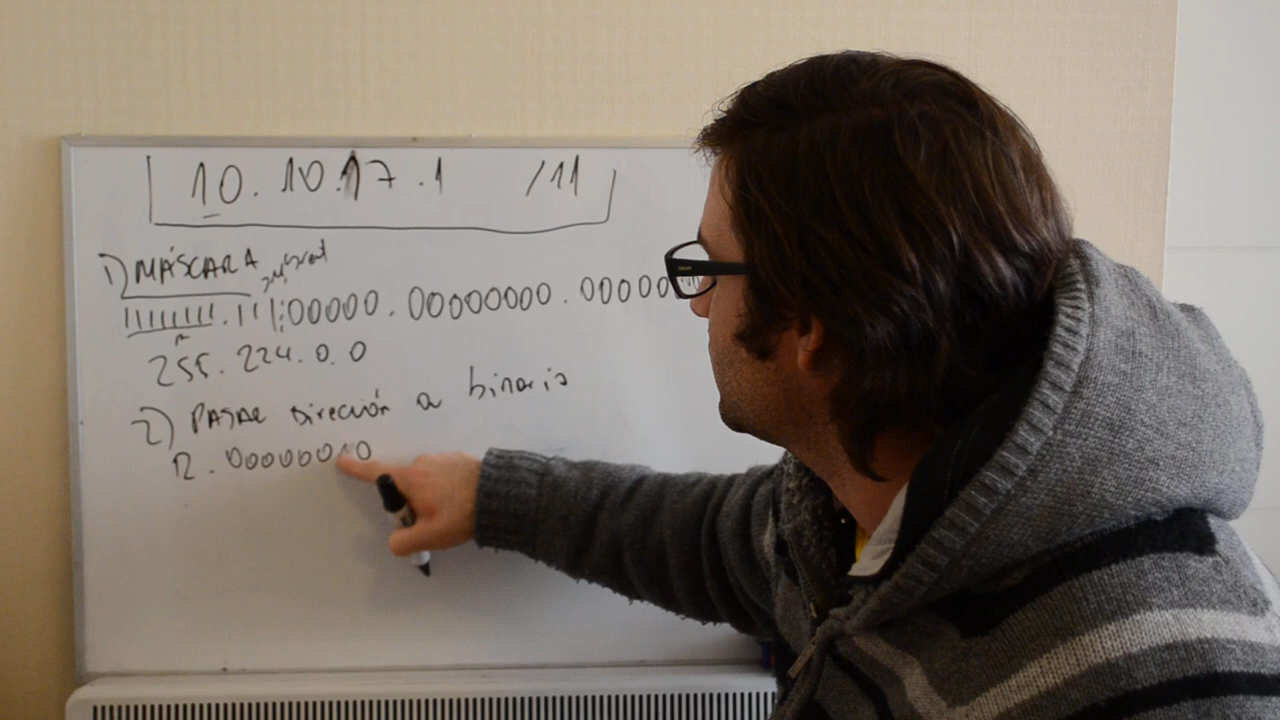 10.10.17.1 /11
1) MÁSCARA
11111111.111:00000.00000000.00000
255.224.0.0
2) PASAR Dirección a binario
12.00000010